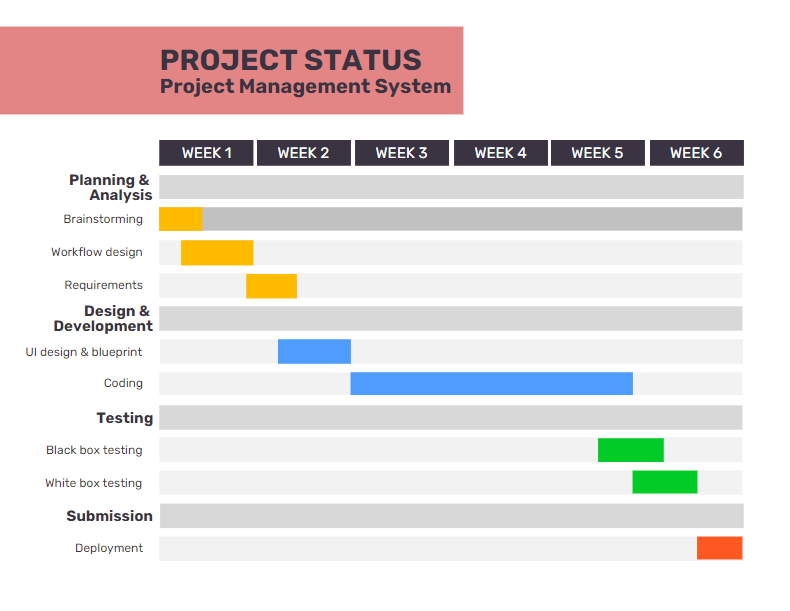 PROJECT STATUS
Project Management System
WEEK 1 WEEK 2 WEEK 3 WEEK 4 WEEK 5 WEEK 6
Planning &
Analysis
Brainstorming
Workflow design
Requirements
Design &
Development
UI design & blueprint
Coding
Testing
Black box testing
White box testing
Submission
Deployment